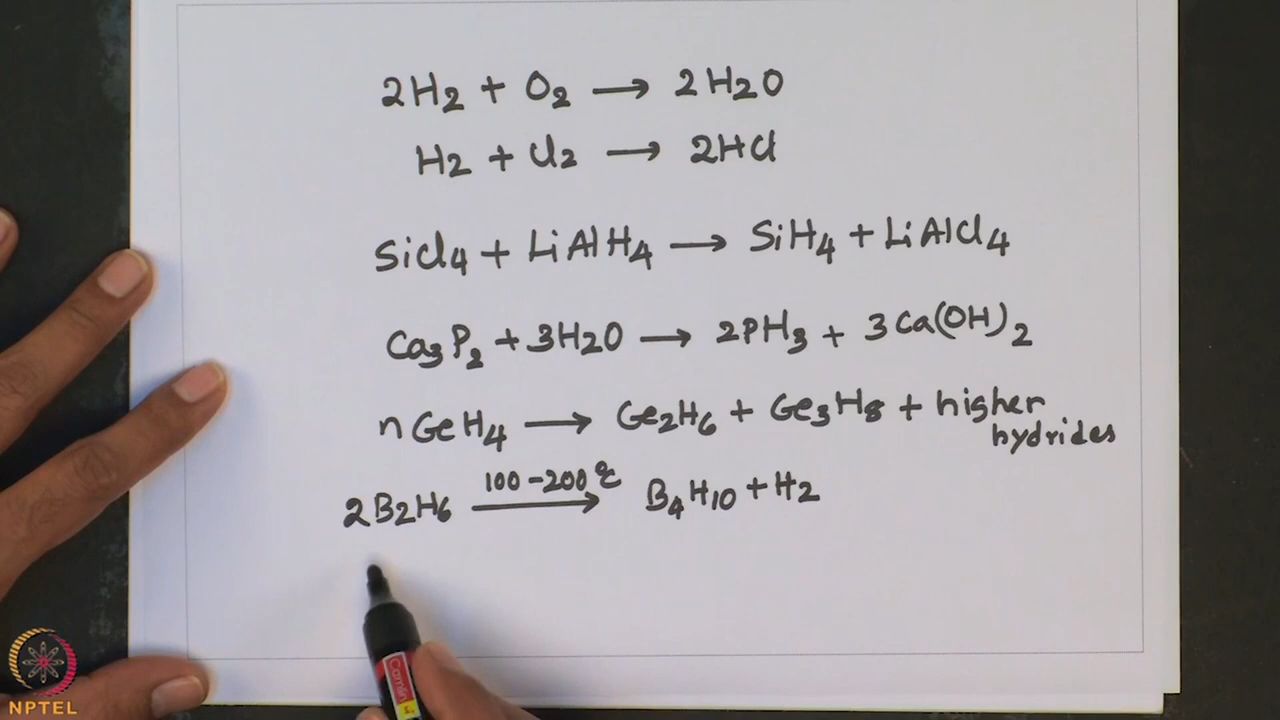 2H2 + O2 → 2H2O
H2 + Cl2 → 2HCl
SiCl4 + LiAlH4 → SiH4 + LiAlCl4
Ca3P2 + 3H2O → 2PH3 + 3Ca(OH)2
nGeH4 → Ge2H6 + Ge3H8 + higher
hydrides
100-200°C
2B2H6 → B4H10 + H2
Camlin
NPTEL